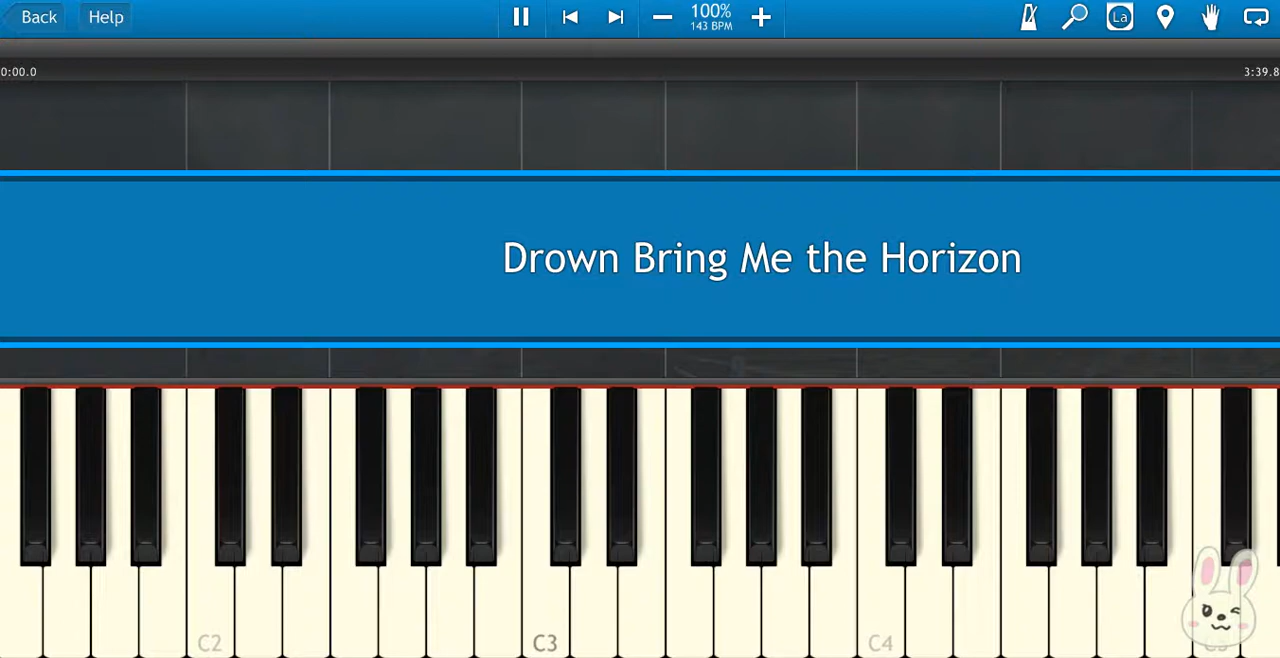 Back Help 100% La
143 BPM
0:00.0 3:39.8
Drown Bring Me the Horizon
C2 C3 C4